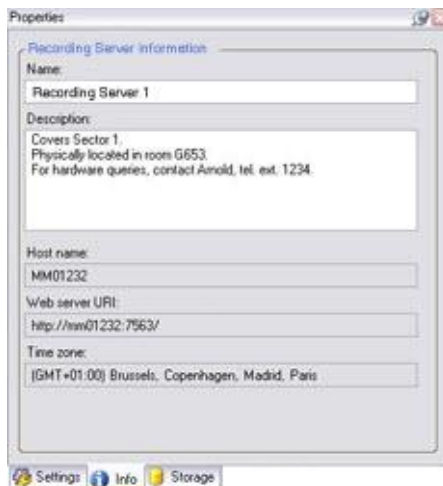 Properties
Recording Server information
Name:
Recording Server 1
Description:
Covers Sector 1.
Physically located in room G653.
For hardware queries, contact Arnold, tel. ext. 1234.
Host name:
MM01232
Web server URI:
http://mm01232:7563/
Time zone:
(GMT+01:00) Brussels, Copenhagen, Madrid, Paris
Settings Info Storage